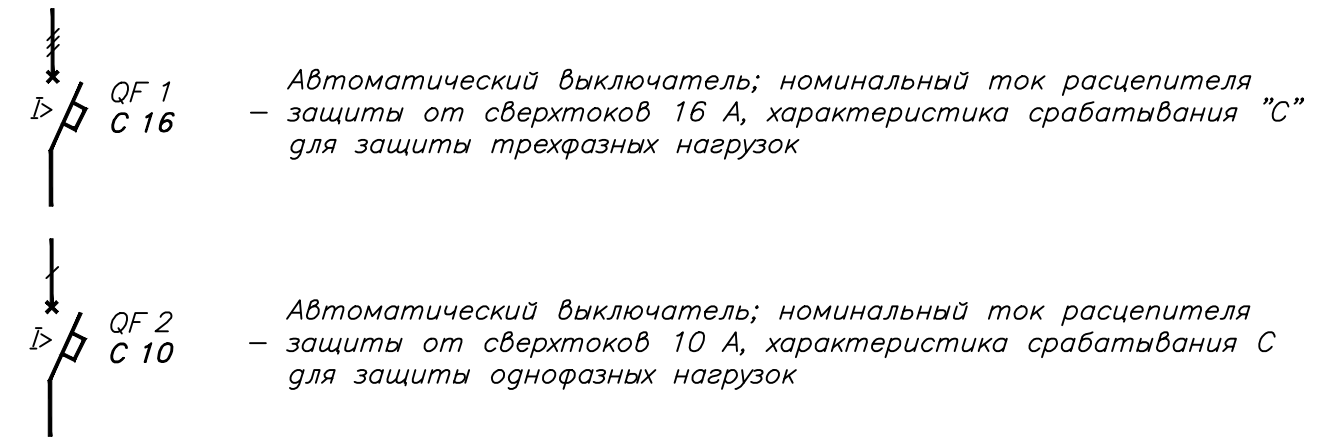 Автоматический выключатель; номинальный ток расцепителя
I> QF 1 – защиты от сверхтоков 16 А, характеристика срабатывания "С"
C 16
для защиты трехфазных нагрузок
Автоматический выключатель; номинальный ток расцепителя
I> QF 2 – защиты от сверхтоков 10 А, характеристика срабатывания С
C 10
для защиты однофазных нагрузок